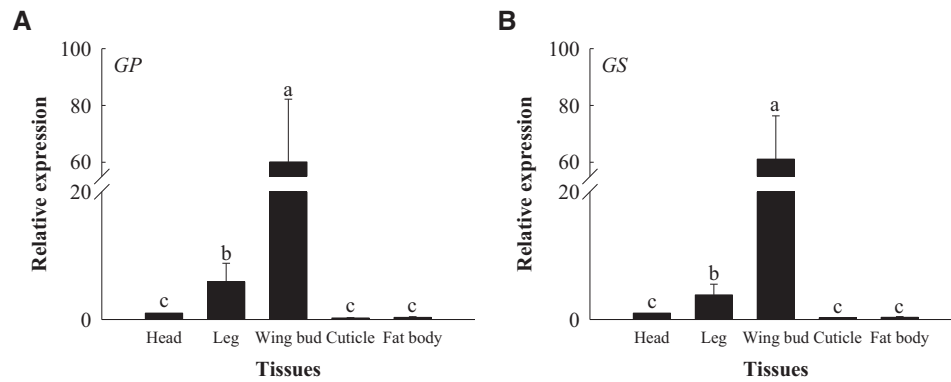 A
GP
Relative expression
100
80
60
20
0
c
b
a
c
c
Head Leg Wing bud Cuticle Fat body
Tissues
B
GS
Relative expression
100
80
60
20
0
c
b
a
c
c
Head Leg Wing bud Cuticle Fat body
Tissues